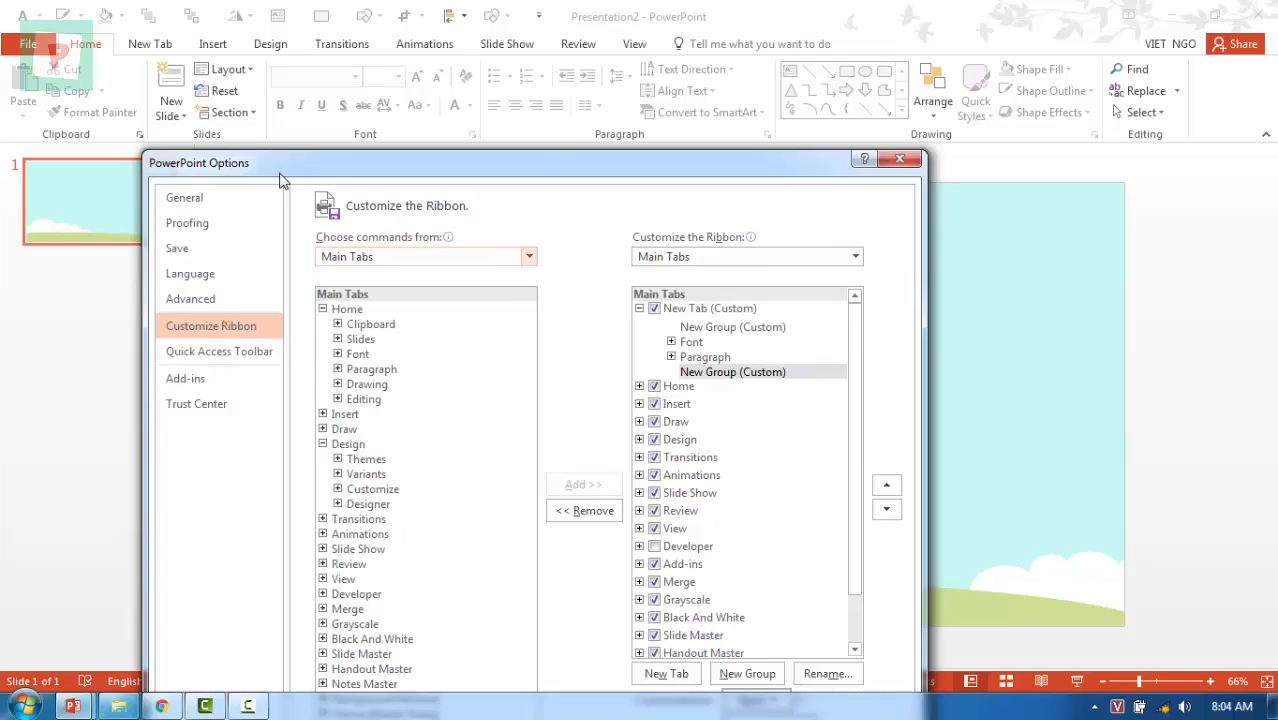 Presentation2 - PowerPoint
File
Home
New Tab
Insert
Design
Transitions
Animations
Slide Show
Review
View
Tell me what you want to do
VIET NGO
Share
Paste
Cut
Copy
Format Painter
Clipboard
New
Slide
Layout
Reset
Section
Slides
B I U S abc AV Aa A
Font
Text Direction
Align Text
Convert to SmartArt
Paragraph
Arrange
Quick
Styles
Shape Fill
Shape Outline
Shape Effects
Drawing
Find
Replace
Select
Editing
1
PowerPoint Options
General
Proofing
Save
Language
Advanced
Customize Ribbon
Quick Access Toolbar
Add-ins
Trust Center
Customize the Ribbon.
Choose commands from:
Main Tabs
Main Tabs
Home
Clipboard
Slides
Font
Paragraph
Drawing
Editing
Insert
Draw
Design
Themes
Variants
Customize
Designer
Transitions
Animations
Slide Show
Review
View
Developer
Merge
Grayscale
Black And White
Slide Master
Handout Master
Notes Master
Add >>
<< Remove
Customize the Ribbon:
Main Tabs
Main Tabs
New Tab (Custom)
New Group (Custom)
Font
Paragraph
New Group (Custom)
Home
Insert
Draw
Design
Transitions
Animations
Slide Show
Review
View
Developer
Add-ins
Merge
Grayscale
Black And White
Slide Master
Handout Master
New Tab
New Group
Rename...
Slide 1 of 1
English
66%
8:04 AM